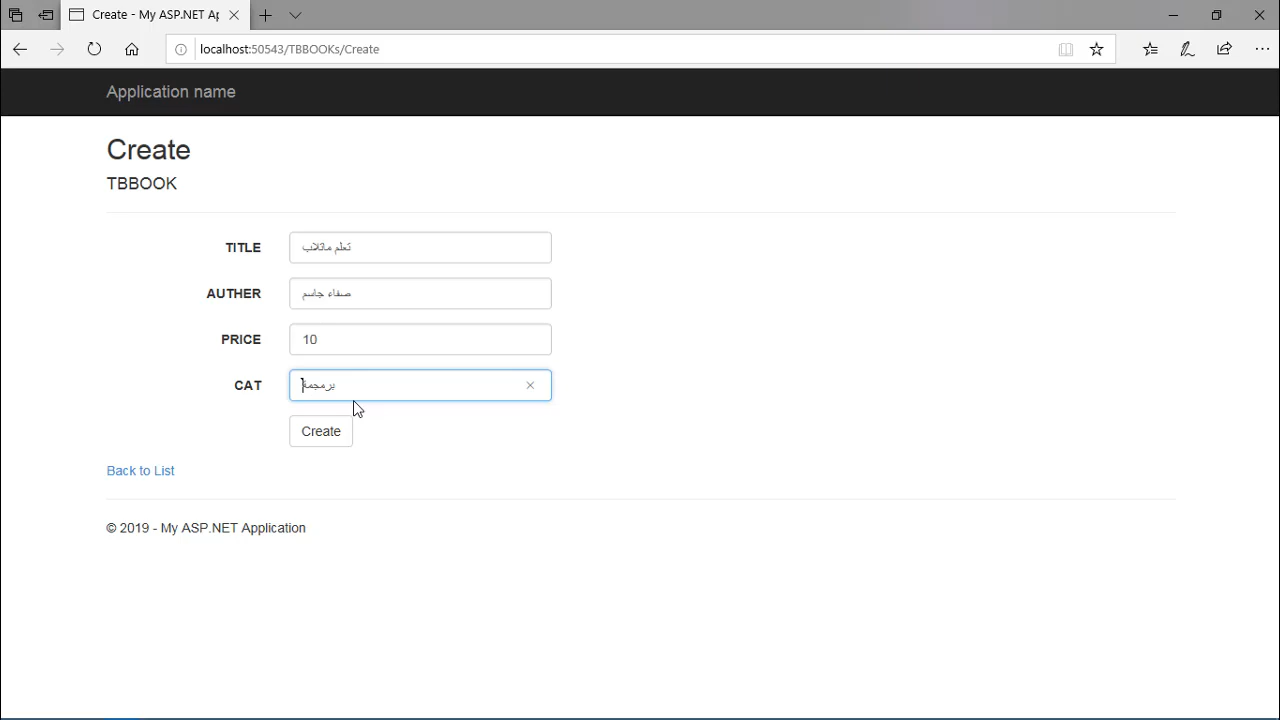 Create - My ASP.NET Ap
localhost:50543/TBBOOKs/Create
Application name
Create
TBBOOK
TITLE تعلم ماتلاب
AUTHER صفاء جاسم
PRICE 10
CAT برمجمة
Create
Back to List
© 2019 - My ASP.NET Application